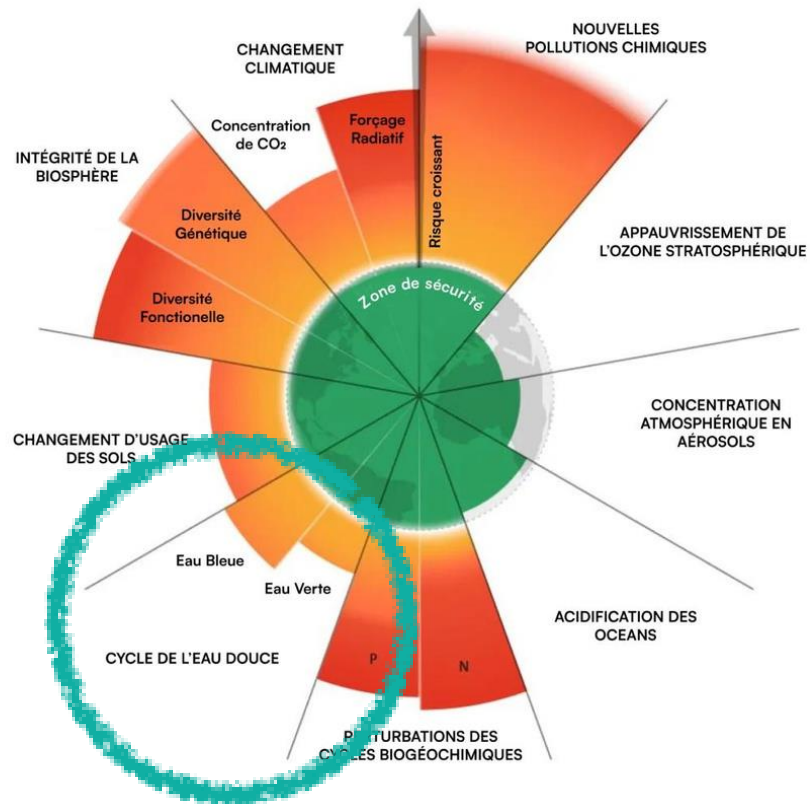 NOUVELLES
POLLUTIONS CHIMIQUES
CHANGEMENT
CLIMATIQUE
Concentration
de CO₂
Forçage
Radiatif
Risque croissant
INTÉGRITÉ DE LA
BIOSPHÈRE
Diversité
Génétique
APPAUVRISSEMENT DE
L'OZONE STRATOSPHÉRIQUE
Zone de sécurité
Diversité
Fonctionelle
CONCENTRATION
ATMOSPHÉRIQUE EN
AÉROSOLS
CHANGEMENT D'USAGE
DES SOLS
Eau Bleue
Eau Verte
ACIDIFICATION DES
OCEANS
CYCLE DE L'EAU DOUCE
P
N
PERTURBATIONS DES
CYCLES BIOGÉOCHIMIQUES